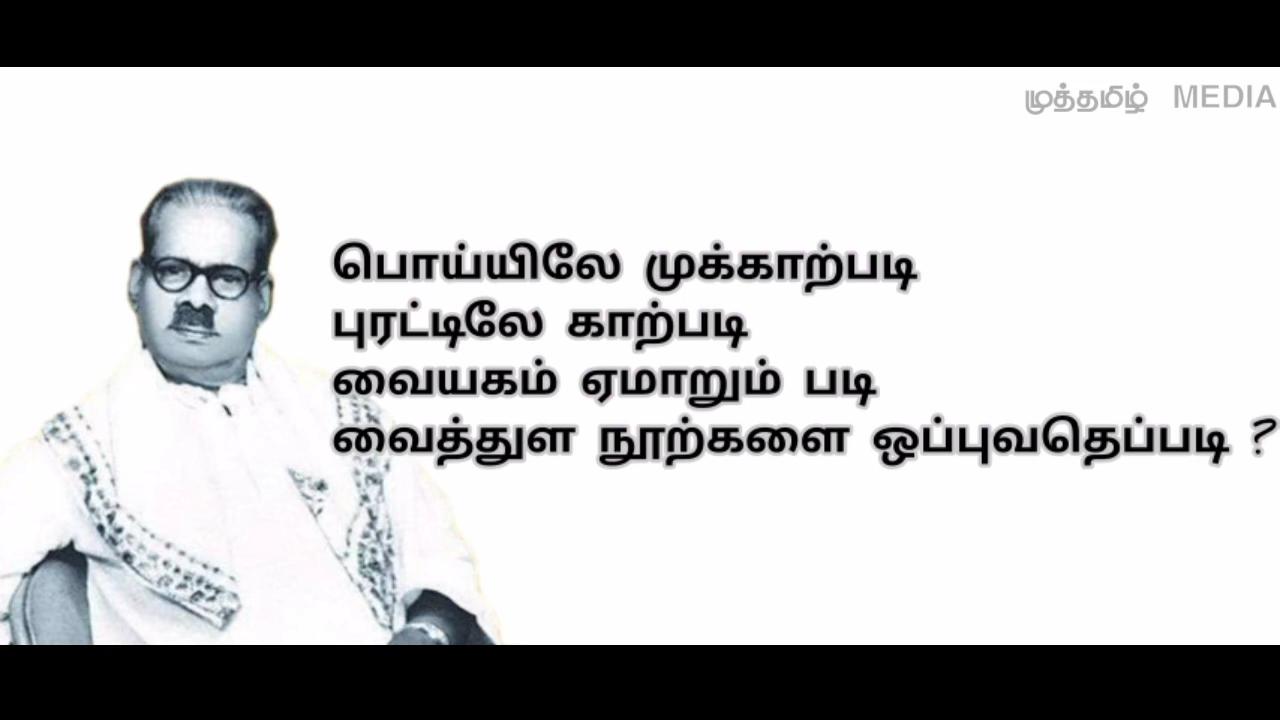 முத்தமிழ் MEDIA
பொய்யிலே முக்காற்படி
புரட்டிலே காற்படி
வையகம் ஏமாறும் படி
வைத்துள நூற்களை ஒப்புவதெப்படி ?